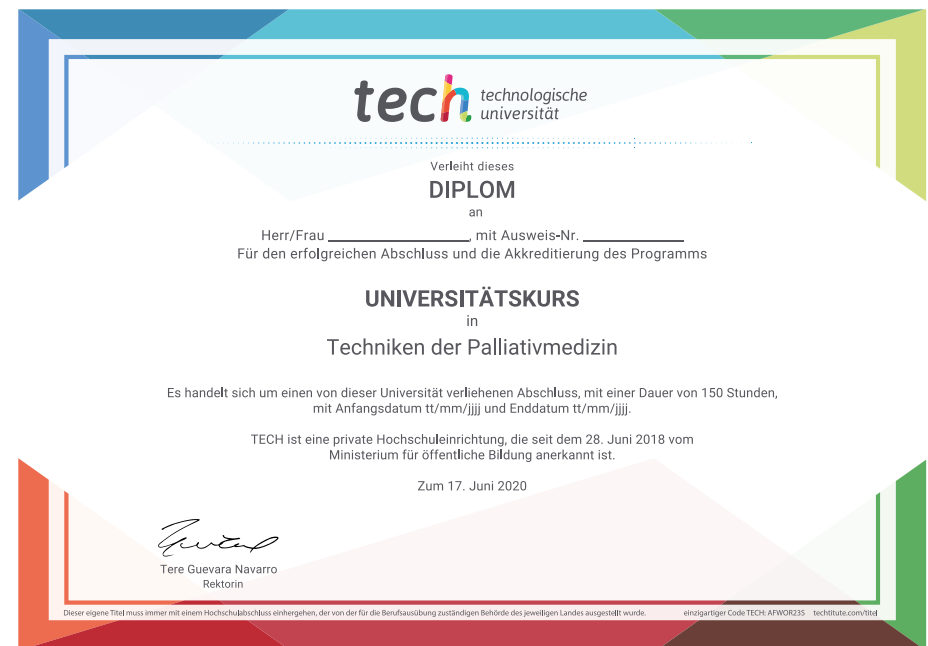 tech technologische
universität
Verleiht dieses
DIPLOM
an
Herr/Frau ____________________, mit Ausweis-Nr. ______________
Für den erfolgreichen Abschluss und die Akkreditierung des Programms
UNIVERSITÄTSKURS
in
Techniken der Palliativmedizin
Es handelt sich um einen von dieser Universität verliehenen Abschluss, mit einer Dauer von 150 Stunden,
mit Anfangsdatum tt/mm/jjjj und Enddatum tt/mm/jjjj.
TECH ist eine private Hochschuleinrichtung, die seit dem 28. Juni 2018 vom
Ministerium für öffentliche Bildung anerkannt ist.
Zum 17. Juni 2020
Tere Guevara Navarro
Rektorin
Dieser eigene Titel muss immer mit einem Hochschulabschluss einhergehen, der von der für die Berufsausübung zuständigen Behörde des jeweiligen Landes ausgestellt wurde. einzigartiger Code TECH: AFWOR23S techtitute.com/titel